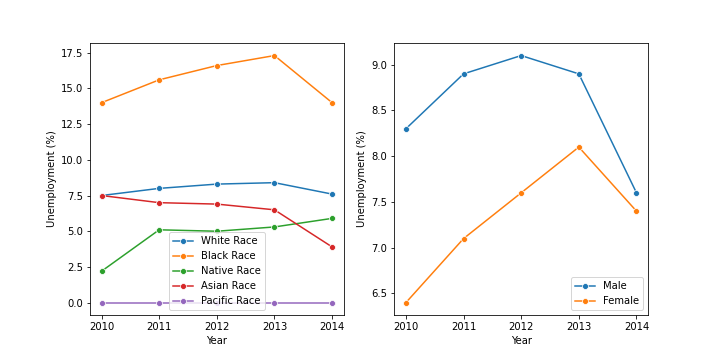 17.5
15.0
12.5
10.0
7.5
5.0
2.5
0.0
Unemployment (%)
2010 2011 2012 2013 2014
Year
White Race
Black Race
Native Race
Asian Race
Pacific Race
9.0
8.5
8.0
7.5
7.0
6.5
Unemployment (%)
2010 2011 2012 2013 2014
Year
Male
Female